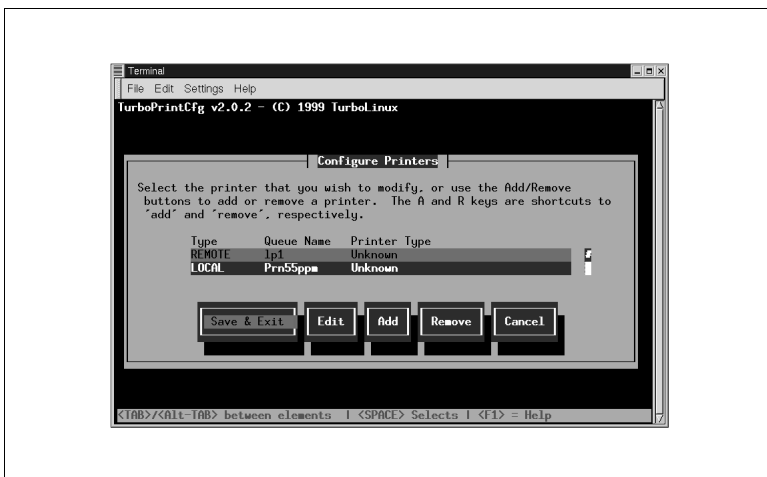 Terminal
File Edit Settings Help
TurboPrintCfg v2.0.2 - (C) 1999 TurboLinux
Configure Printers
Select the printer that you wish to modify, or use the Add/Remove
buttons to add or remove a printer. The A and R keys are shortcuts to
'add' and 'remove', respectively.
Type Queue Name Printer Type
REMOTE lp1 Unknown #
LOCAL Prn55ppm Unknown
Save & Exit Edit Add Remove Cancel
<TAB>/<Alt-TAB> between elements | <SPACE> Selects | <F1> = Help